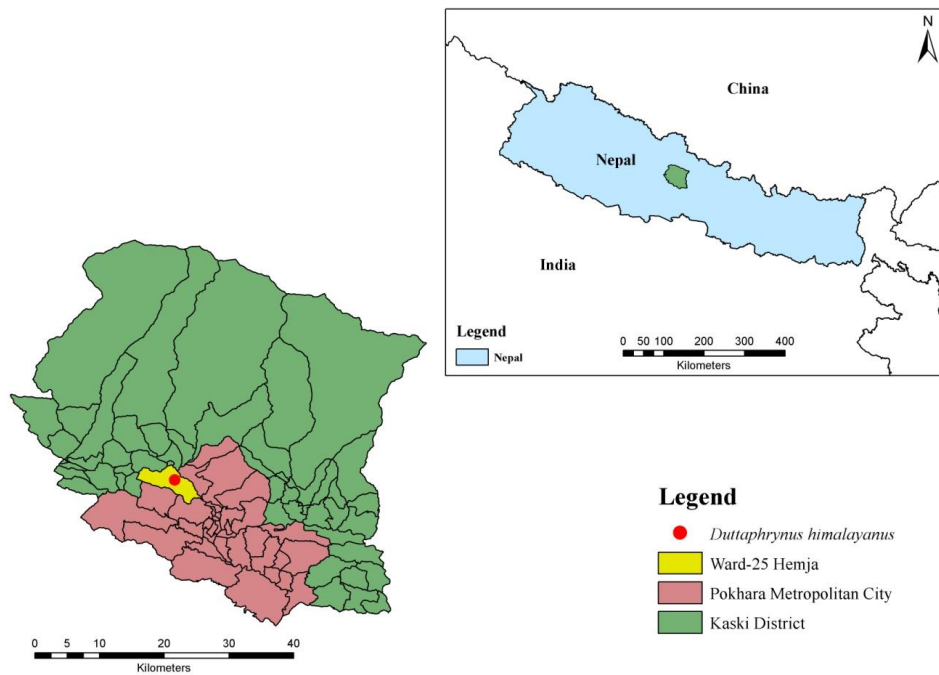 N
China
Nepal
India
Legend
Nepal
0 50 100 200 300 400
Kilometers
Legend
Duttaphrynus himalayanus
Ward-25 Hemja
Pokhara Metropolitan City
Kaski District
0 5 10 20 30 40
Kilometers